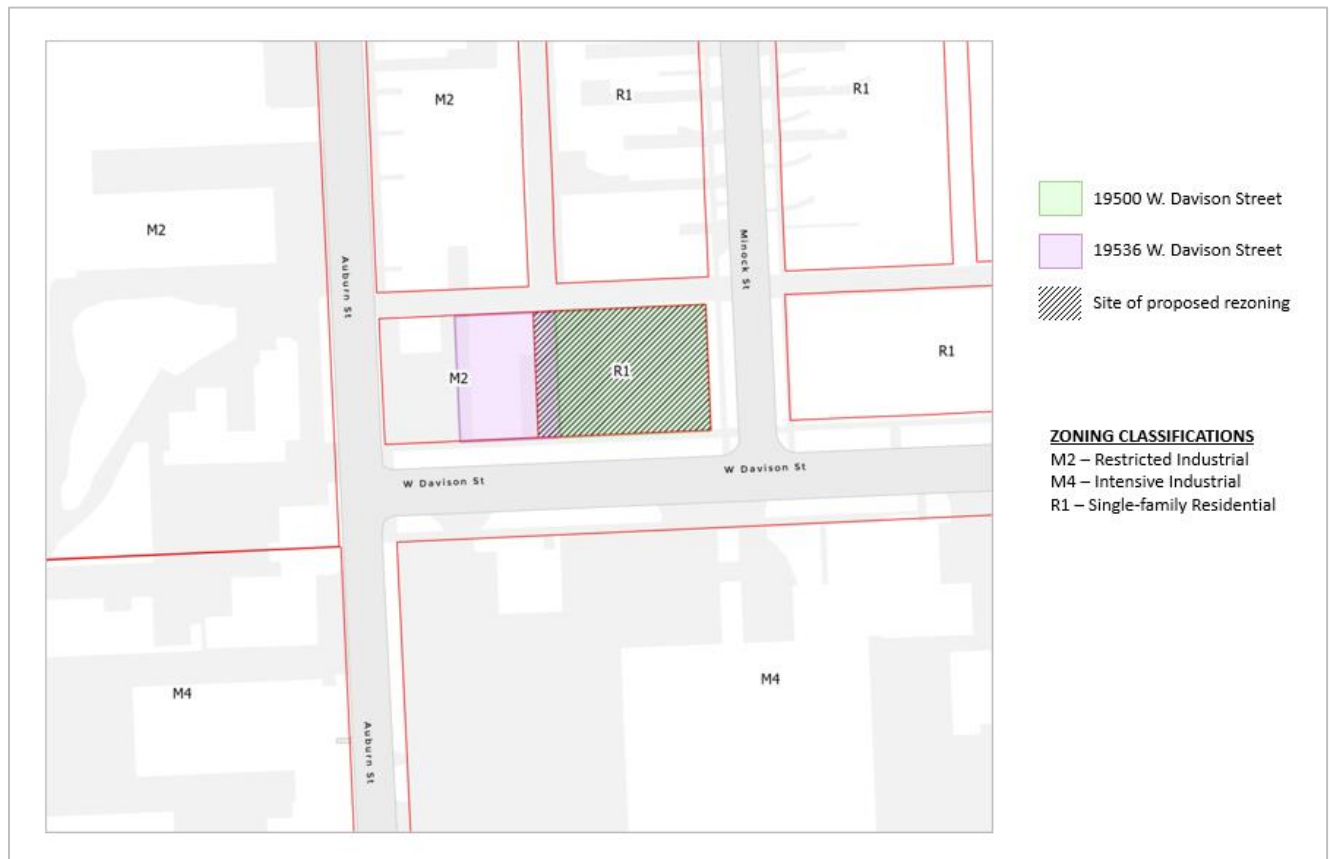 M2
R1
R1
M2
Auburn St
Minock St
M2
R1
R1
W Davison St
W Davison St
M4
M4
Auburn St
19500 W. Davison Street
19536 W. Davison Street
Site of proposed rezoning
ZONING CLASSIFICATIONS
M2 – Restricted Industrial
M4 – Intensive Industrial
R1 – Single-family Residential